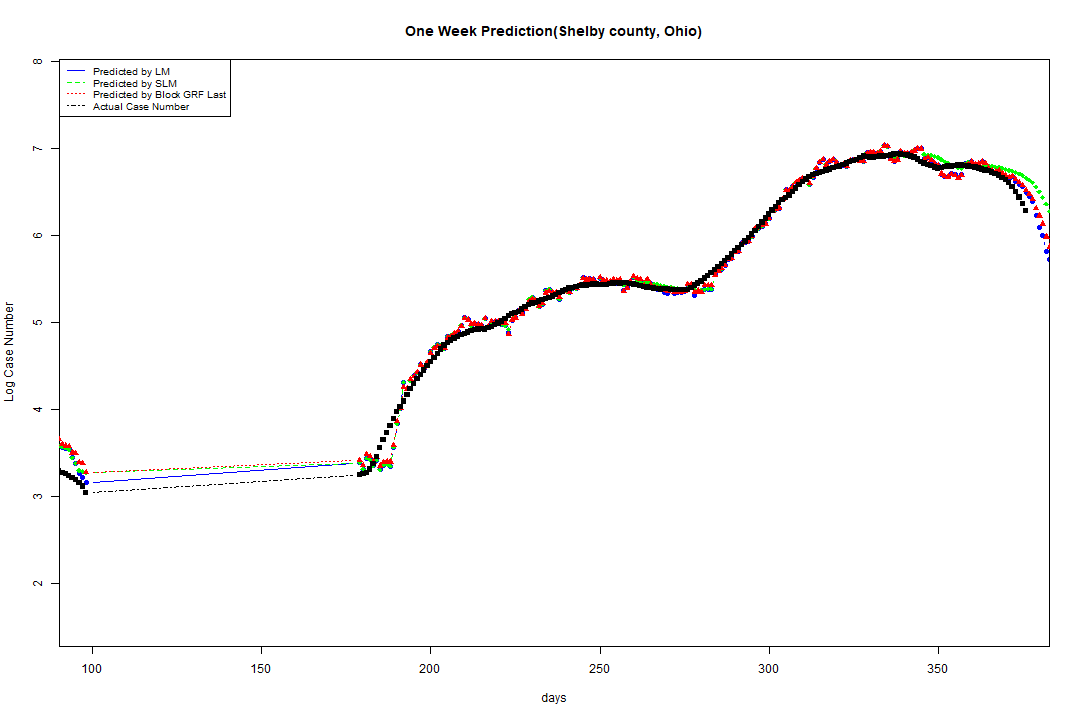 One Week Prediction(Shelby county, Ohio)
Predicted by LM
Predicted by SLM
Predicted by Block GRF Last
Actual Case Number
8
7
6
5
4
3
2
Log Case Number
100 150 200 250 300 350
days